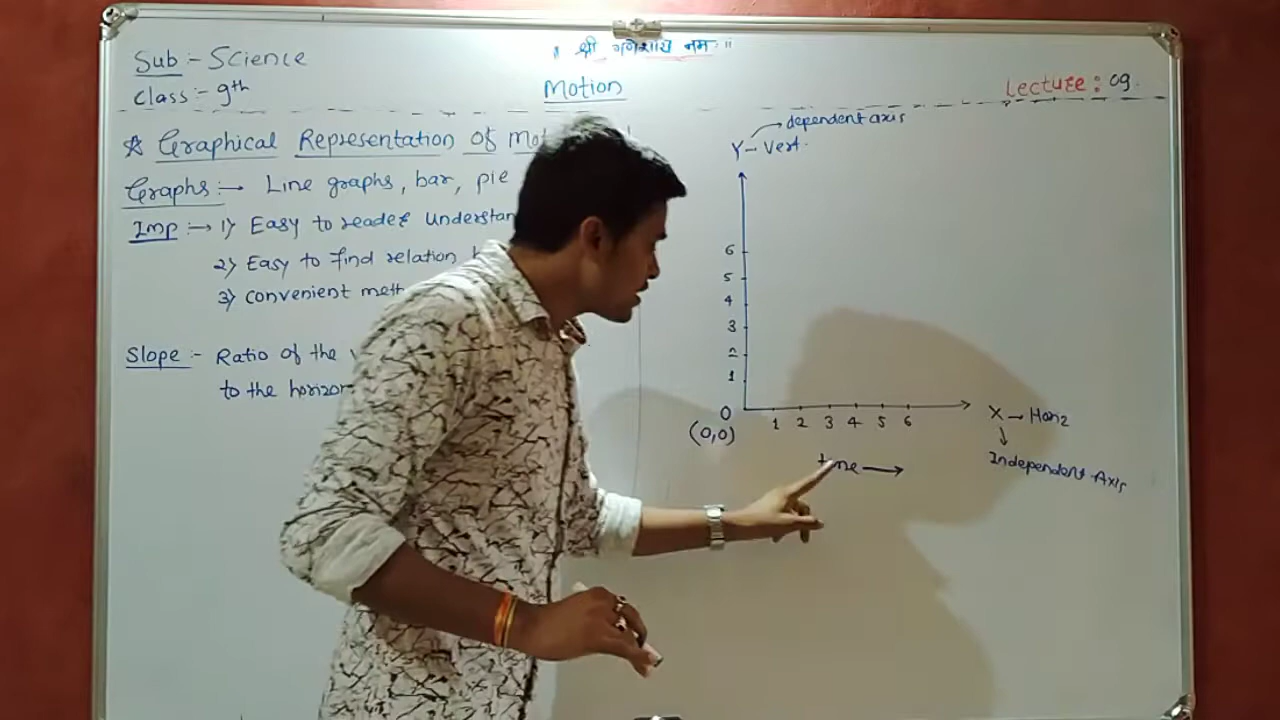 ॥ श्री गणेशाय नमः ॥
Sub :- Science
Class :- 9th
Motion
Lecture : 09.
☆ Graphical Representation of Mot
Graphs :→ Line graphs, bar, pie
Imp :→ 1) Easy to read & Understan
2) Easy to find relation
3) convenient meth
Slope :- Ratio of the
to the horizon
dependent axis
Y → Vert.
6
5
4
3
2
1
0
(0,0)
1 2 3 4 5 6
X → Horiz
Independent Axis
time →